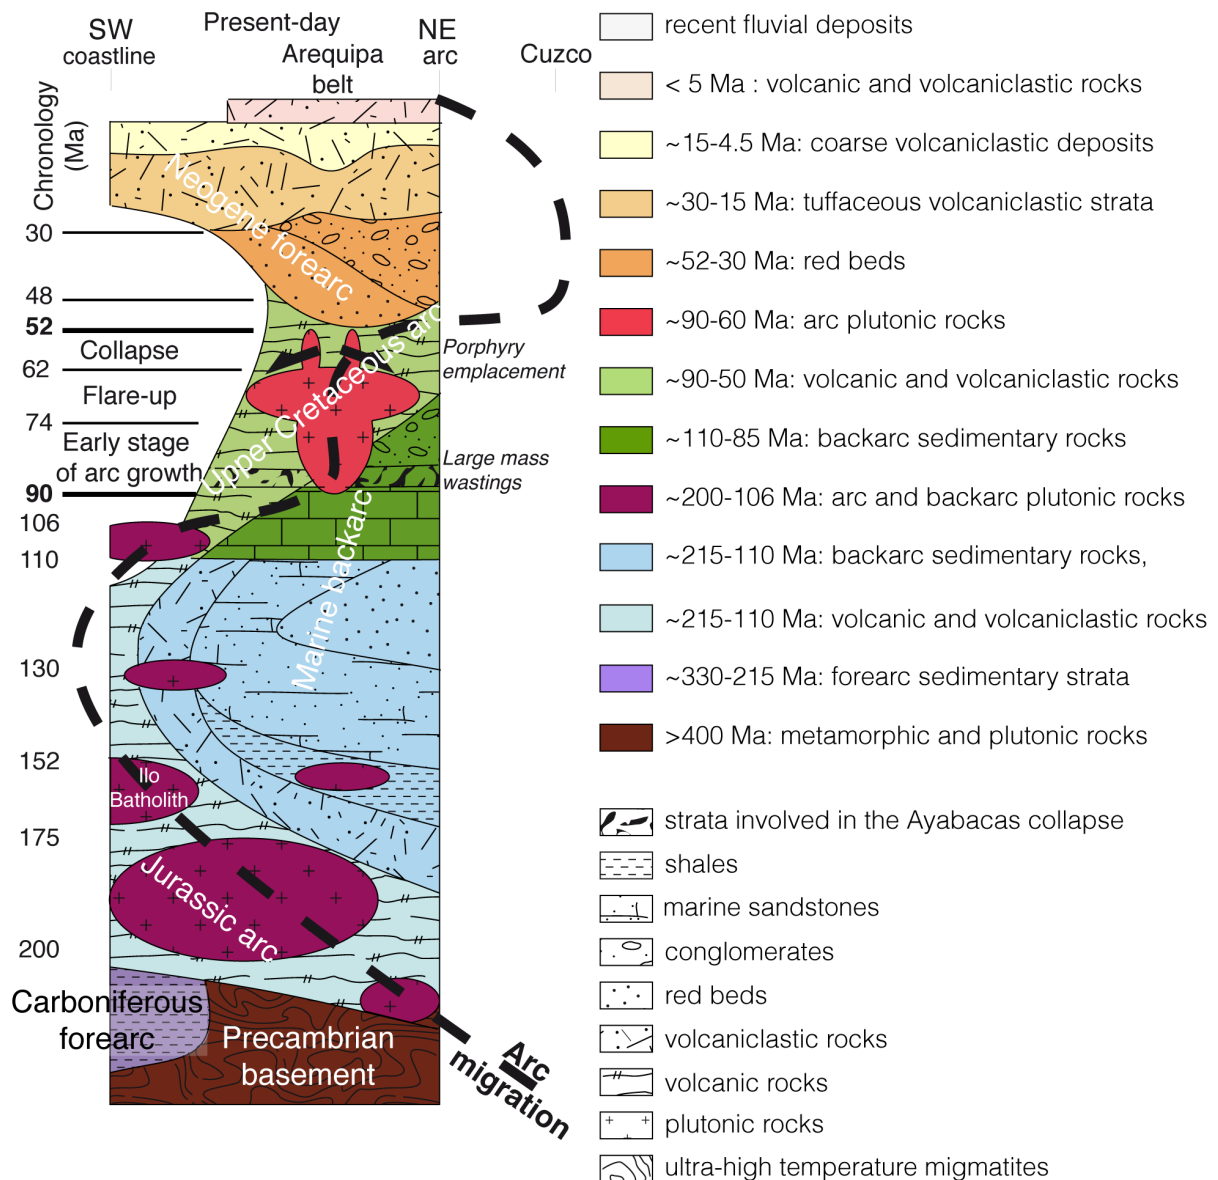 SW
coastline
Present-day
Arequipa
belt
NE
arc
Cuzco
Chronology
(Ma)
30
48
52
Collapse
62
Flare-up
74
Early stage
of arc growth
90
106
110
130
152
175
200
Neogene forearc
Upper Cretaceous arc
Porphyry
emplacement
Large mass
wastings
Marine backarc
Ilo
Batholith
Jurassic arc
Carboniferous
forearc
Precambrian
basement
Arc
migration
recent fluvial deposits
< 5 Ma : volcanic and volcaniclastic rocks
~15-4.5 Ma: coarse volcaniclastic deposits
~30-15 Ma: tuffaceous volcaniclastic strata
~52-30 Ma: red beds
~90-60 Ma: arc plutonic rocks
~90-50 Ma: volcanic and volcaniclastic rocks
~110-85 Ma: backarc sedimentary rocks
~200-106 Ma: arc and backarc plutonic rocks
~215-110 Ma: backarc sedimentary rocks,
~215-110 Ma: volcanic and volcaniclastic rocks
~330-215 Ma: forearc sedimentary strata
>400 Ma: metamorphic and plutonic rocks
strata involved in the Ayabacas collapse
shales
marine sandstones
conglomerates
red beds
volcaniclastic rocks
volcanic rocks
plutonic rocks
ultra-high temperature migmatites